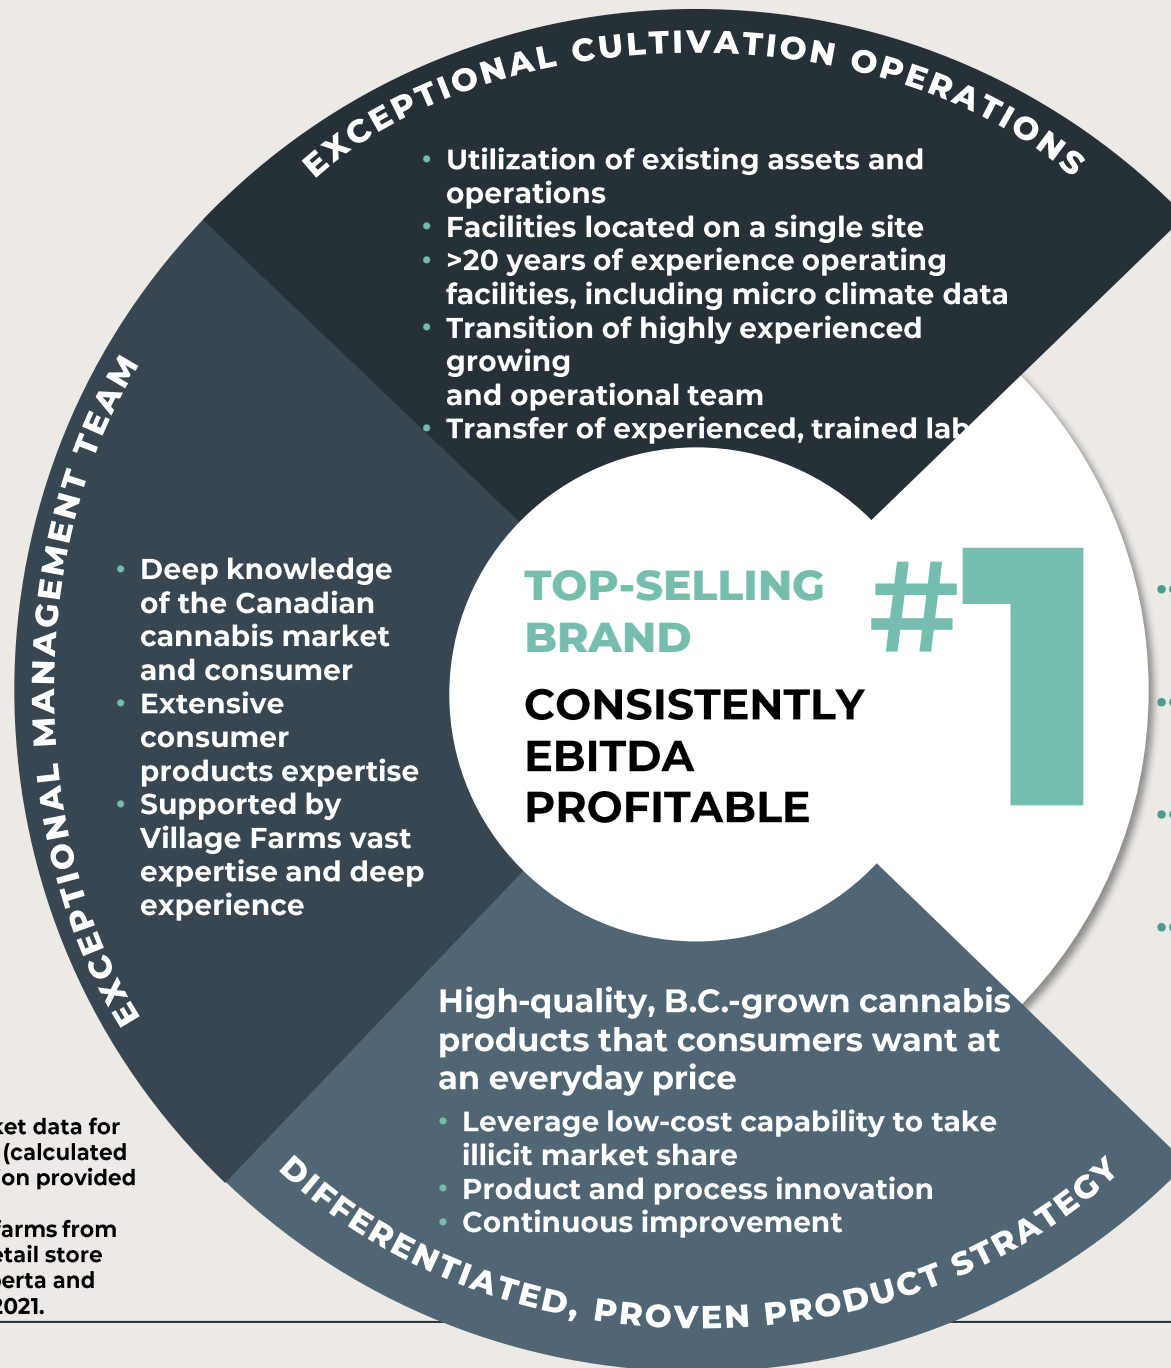 EXCEPTIONAL CULTIVATION OPERATIONS
• Utilization of existing assets and
operations
• Facilities located on a single site
• >20 years of experience operating
facilities, including micro climate data
• Transition of highly experienced
growing
and operational team
• Transfer of experienced, trained
EXCEPTIONAL MANAGEMENT TEAM
• Deep knowledge
of the Canadian
cannabis market
and consumer
• Extensive
consumer
products expertise
• Supported by
Village Farms vast
expertise and deep
experience
TOP-SELLING
BRAND
#1
CONSISTENTLY
EBITDA
PROFITABLE
High-quality, B.C.-grown cannabis
products that consumers want at
an everyday price
• Leverage low-cost capability to take
illicit market share
• Product and process innovation
• Continuous improvement
DIFFERENTIATED, PROVEN PRODUCT STRATEGY
data for
(calculated
provided
from
store
and
2021.